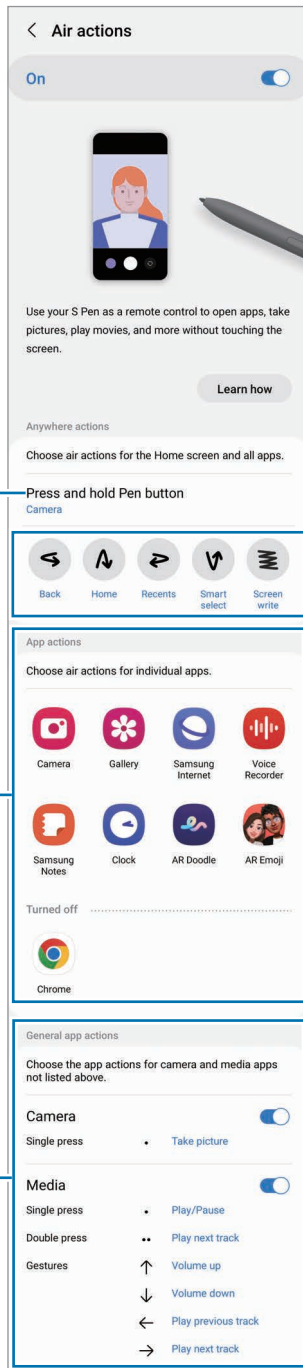 Air actions
On
Use your S Pen as a remote control to open apps, take
pictures, play movies, and more without touching the
screen.
Learn how
Anywhere actions
Choose air actions for the Home screen and all apps.
Press and hold Pen button
Camera
Back Home Recents Smart select Screen write
App actions
Choose air actions for individual apps.
Camera Gallery Samsung Internet Voice Recorder
Samsung Notes Clock AR Doodle AR Emoji
Turned off
Chrome
General app actions
Choose the app actions for camera and media apps
not listed above.
Camera
Single press • Take picture
Media
Single press • Play/Pause
Double press •• Play next track
Gestures ↑ Volume up
↓ Volume down
← Play previous track
→ Play next track